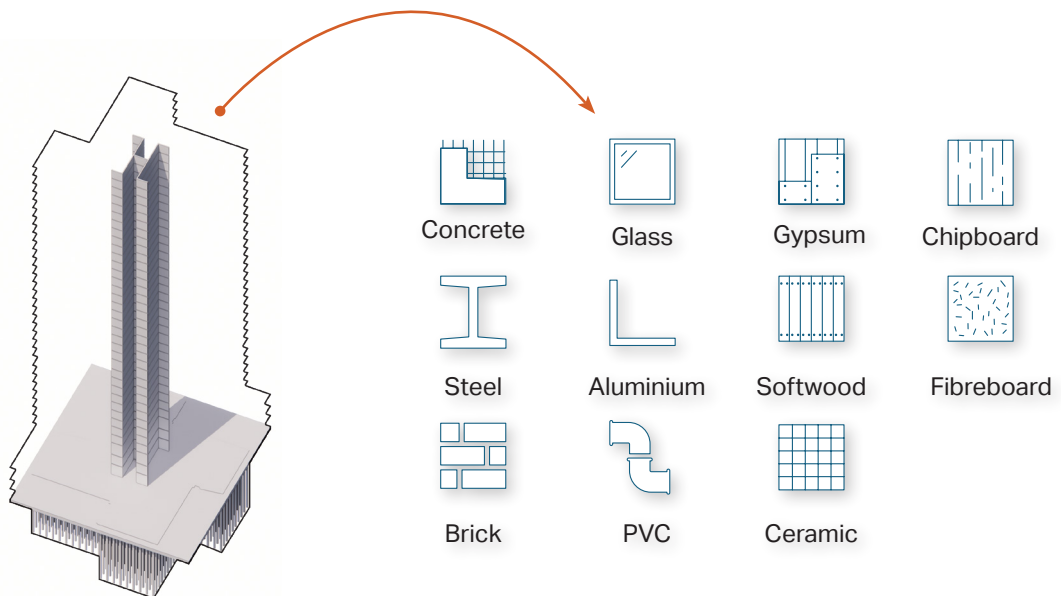 Concrete
Glass
Gypsum
Chipboard
Steel
Aluminium
Softwood
Fibreboard
Brick
PVC
Ceramic